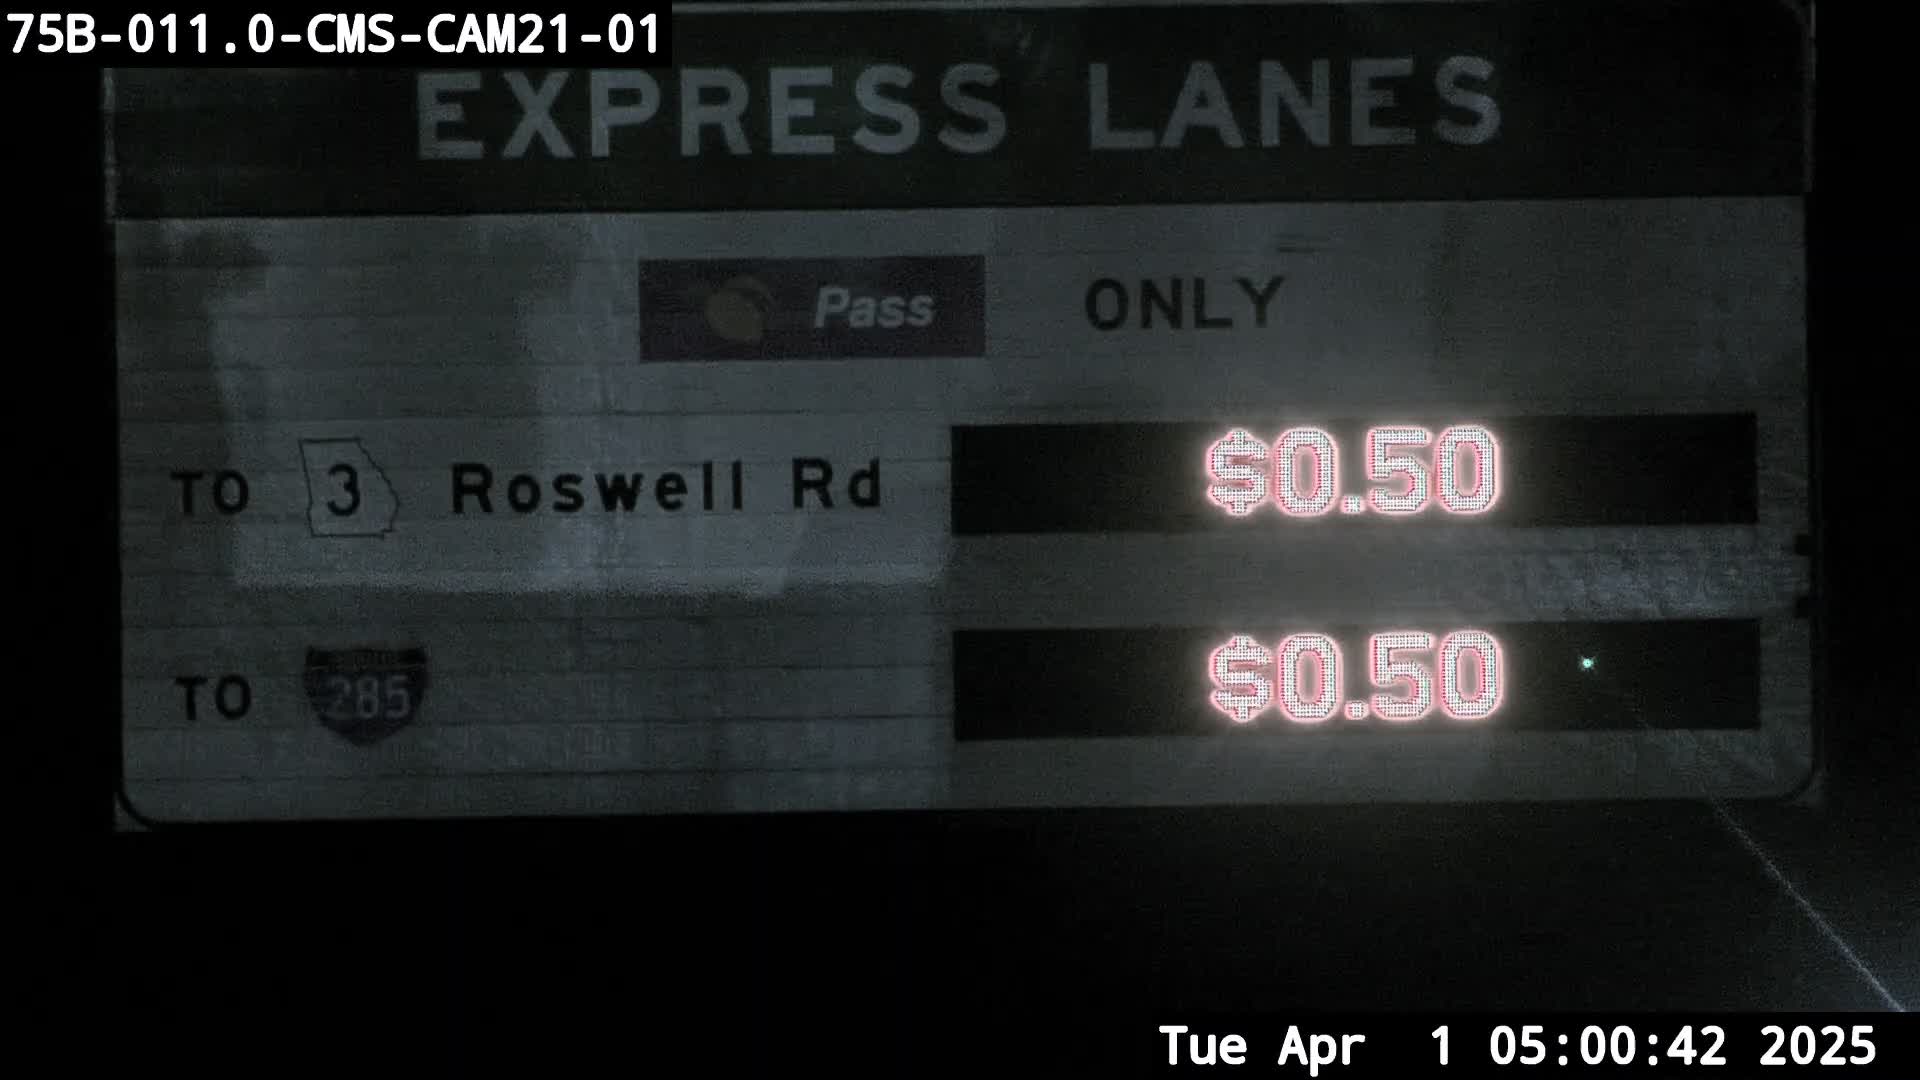 75B-011.0-CMS-CAM21-01
EXPRESS LANES
Pass ONLY
TO 3 Roswell Rd $0.50
TO 285 $0.50
Tue Apr 1 05:00:42 2025